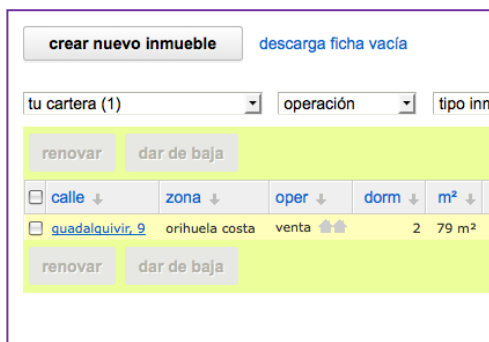 crear nuevo inmueble descarga ficha vacía
tu cartera (1) operación tipo inm
renovar dar de baja
calle zona oper dorm m²
guadalquivir, 9 orihuela costa venta 2 79 m²
renovar dar de baja